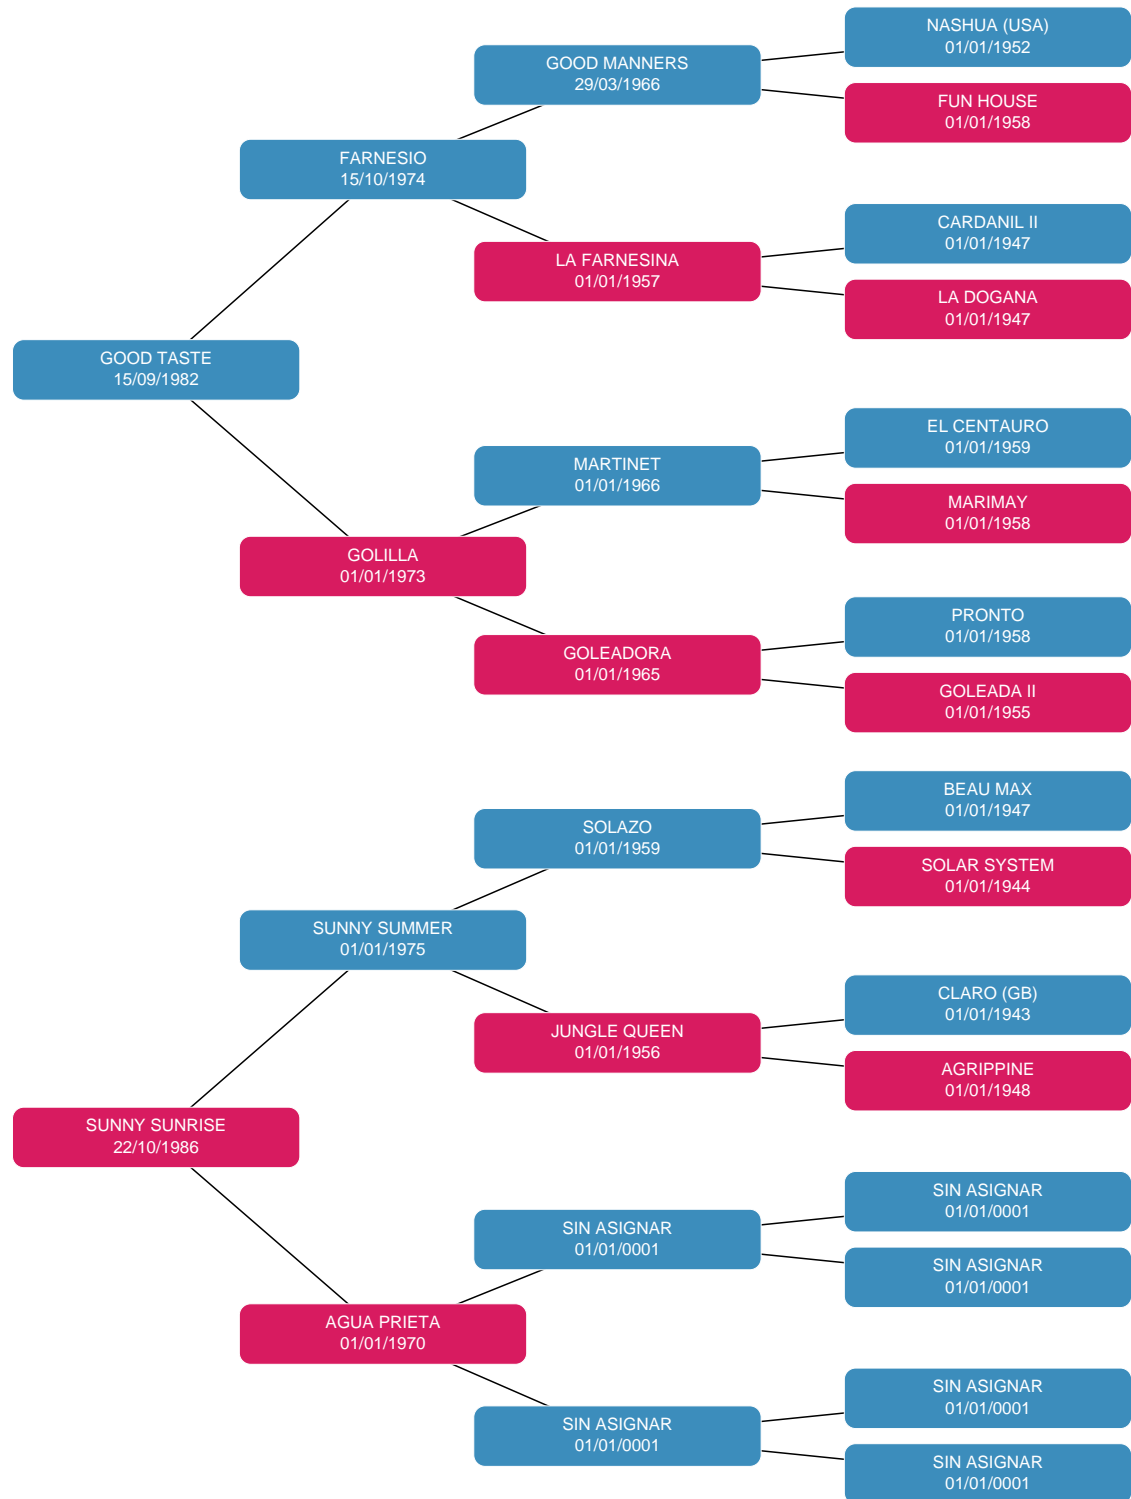 NASHUA (USA)
01/01/1952
GOOD MANNERS
29/03/1966
FUN HOUSE
01/01/1958
FARNESIO
15/10/1974
CARDANIL II
01/01/1947
LA FARNESINA
01/01/1957
LA DOGANA
01/01/1947
GOOD TASTE
15/09/1982
EL CENTAURO
01/01/1959
MARTINET
01/01/1966
MARIMAY
01/01/1958
GOLILLA
01/01/1973
PRONTO
01/01/1958
GOLEADORA
01/01/1965
GOLEADA II
01/01/1955
BEAU MAX
01/01/1947
SOLAZO
01/01/1959
SOLAR SYSTEM
01/01/1944
SUNNY SUMMER
01/01/1975
CLARO (GB)
01/01/1943
JUNGLE QUEEN
01/01/1956
AGRIPPINE
01/01/1948
SUNNY SUNRISE
22/10/1986
SIN ASIGNAR
01/01/0001
SIN ASIGNAR
01/01/0001
SIN ASIGNAR
01/01/0001
AGUA PRIETA
01/01/1970
SIN ASIGNAR
01/01/0001
SIN ASIGNAR
01/01/0001
SIN ASIGNAR
01/01/0001